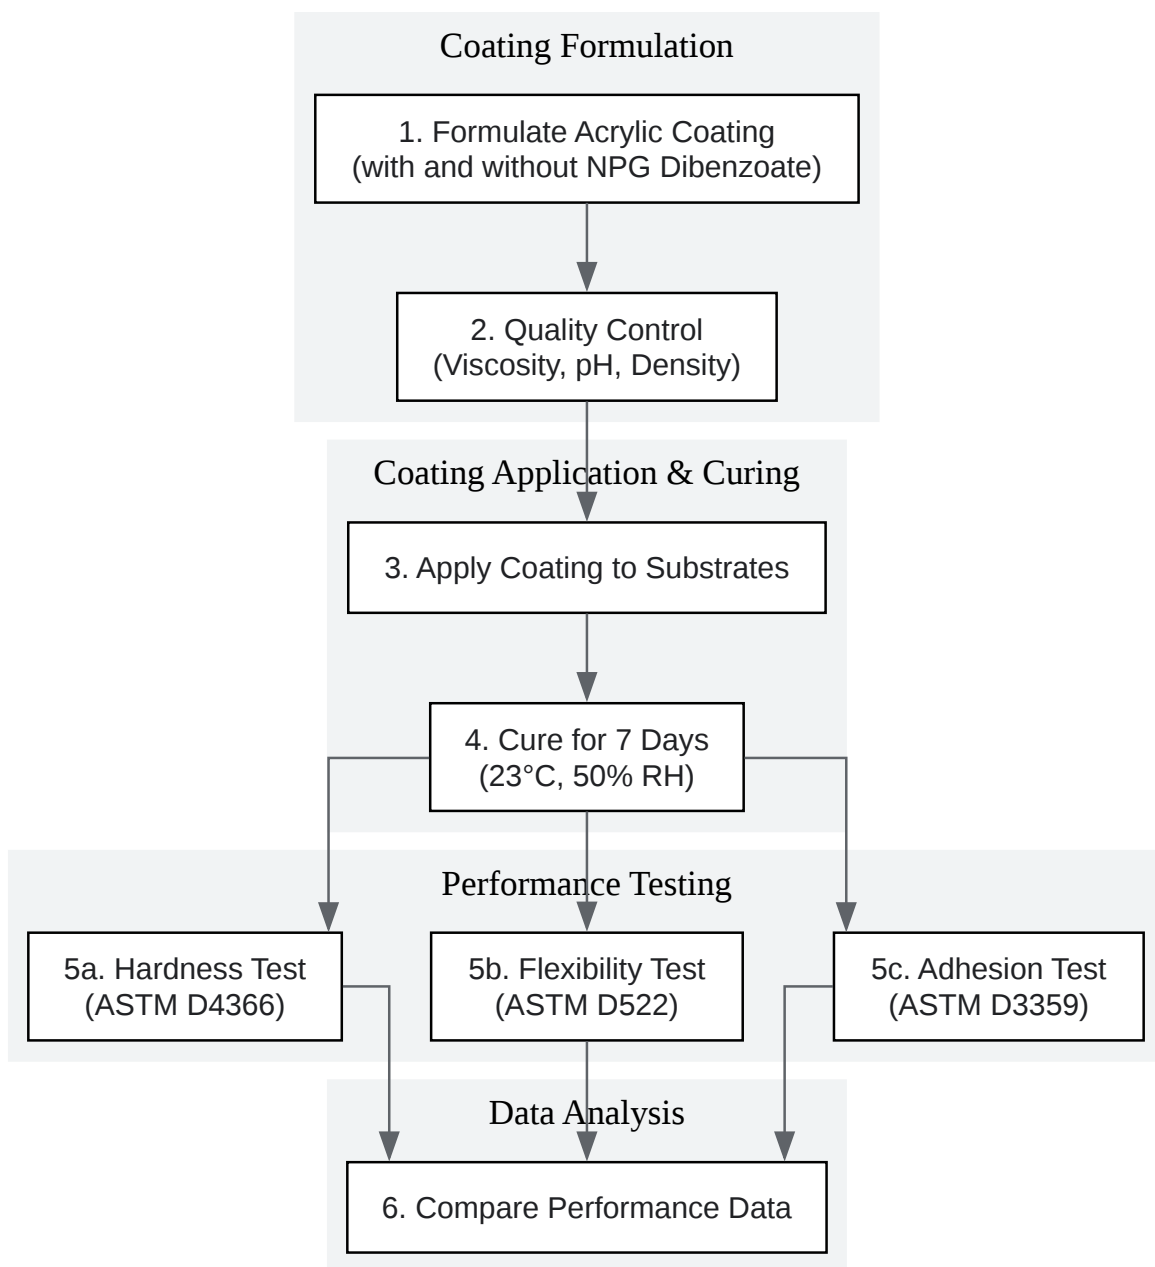 Coating Formulation
1. Formulate Acrylic Coating
(with and without NPG Dibenzoate)
2. Quality Control
(Viscosity, pH, Density)
Coating Application & Curing
3. Apply Coating to Substrates
4. Cure for 7 Days
(23°C, 50% RH)
Performance Testing
5a. Hardness Test
(ASTM D4366)
5b. Flexibility Test
(ASTM D522)
5c. Adhesion Test
(ASTM D3359)
Data Analysis
6. Compare Performance Data